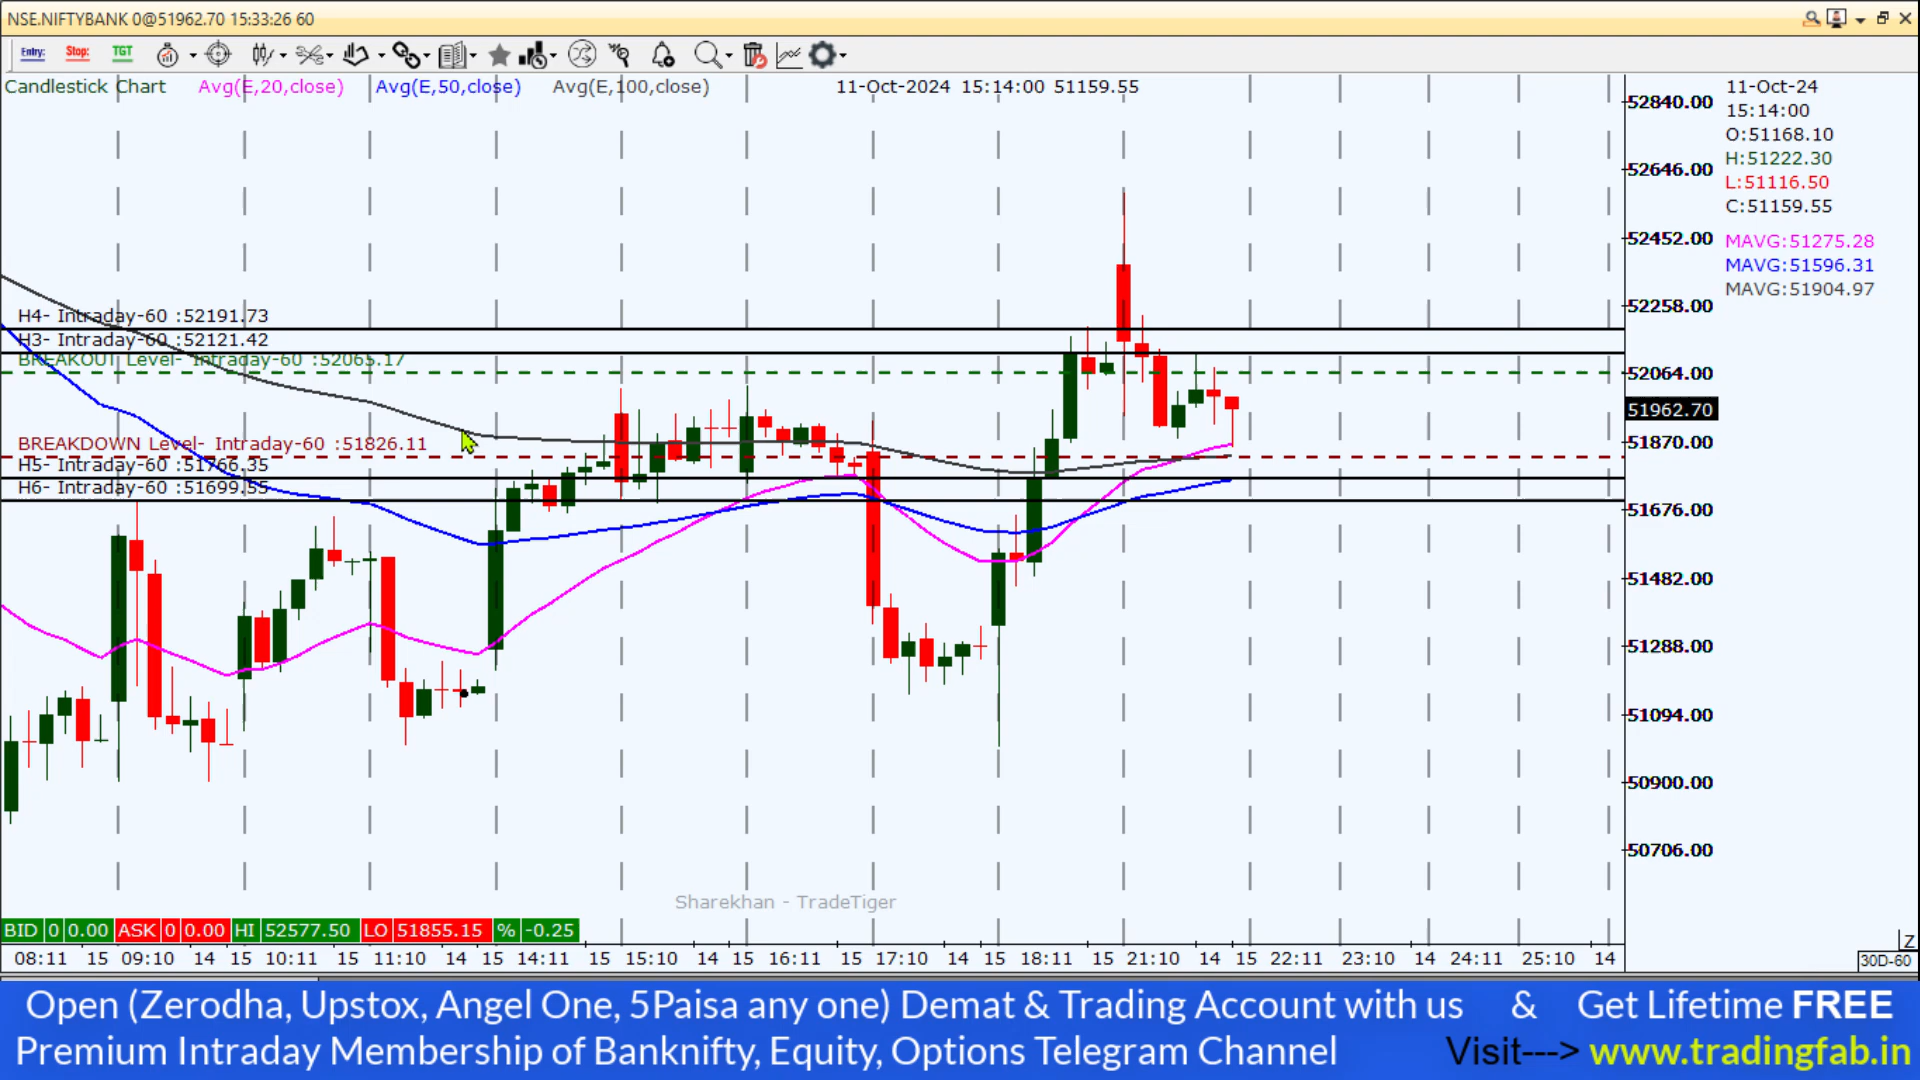 NSE.NIFTYBANK 0@51962.70 15:33:26 60
Entry: Stop: TGT
Candlestick Chart Avg(E,20,close) Avg(E,50,close) Avg(E,100,close) 11-Oct-2024 15:14:00 51159.55
11-Oct-24
15:14:00
O:51168.10
H:51222.30
L:51116.50
C:51159.55
MAVG:51275.28
MAVG:51596.31
MAVG:51904.97
52840.00
52646.00
52452.00
52258.00
52064.00
51962.70
51870.00
51676.00
51482.00
51288.00
51094.00
50900.00
50706.00
H4- Intraday-60 :52191.73
H3- Intraday-60 :52121.42
BREAKOUT Level- Intraday-60 :52065.17
BREAKDOWN Level- Intraday-60 :51826.11
H5- Intraday-60 :51766.35
H6- Intraday-60 :51699.55
Sharekhan - TradeTiger
BID 0 0.00 ASK 0 0.00 HI 52577.50 LO 51855.15 % -0.25
Z
08:11 15 09:10 14 15 10:11 15 11:10 14 15 14:11 15 15:10 14 15 16:11 15 17:10 14 15 18:11 15 21:10 14 15 22:11 23:10 14 24:11 25:10 14
30D-60
Open (Zerodha, Upstox, Angel One, 5Paisa any one) Demat & Trading Account with us & Get Lifetime FREE
Premium Intraday Membership of Banknifty, Equity, Options Telegram Channel Visit---> www.tradingfab.in